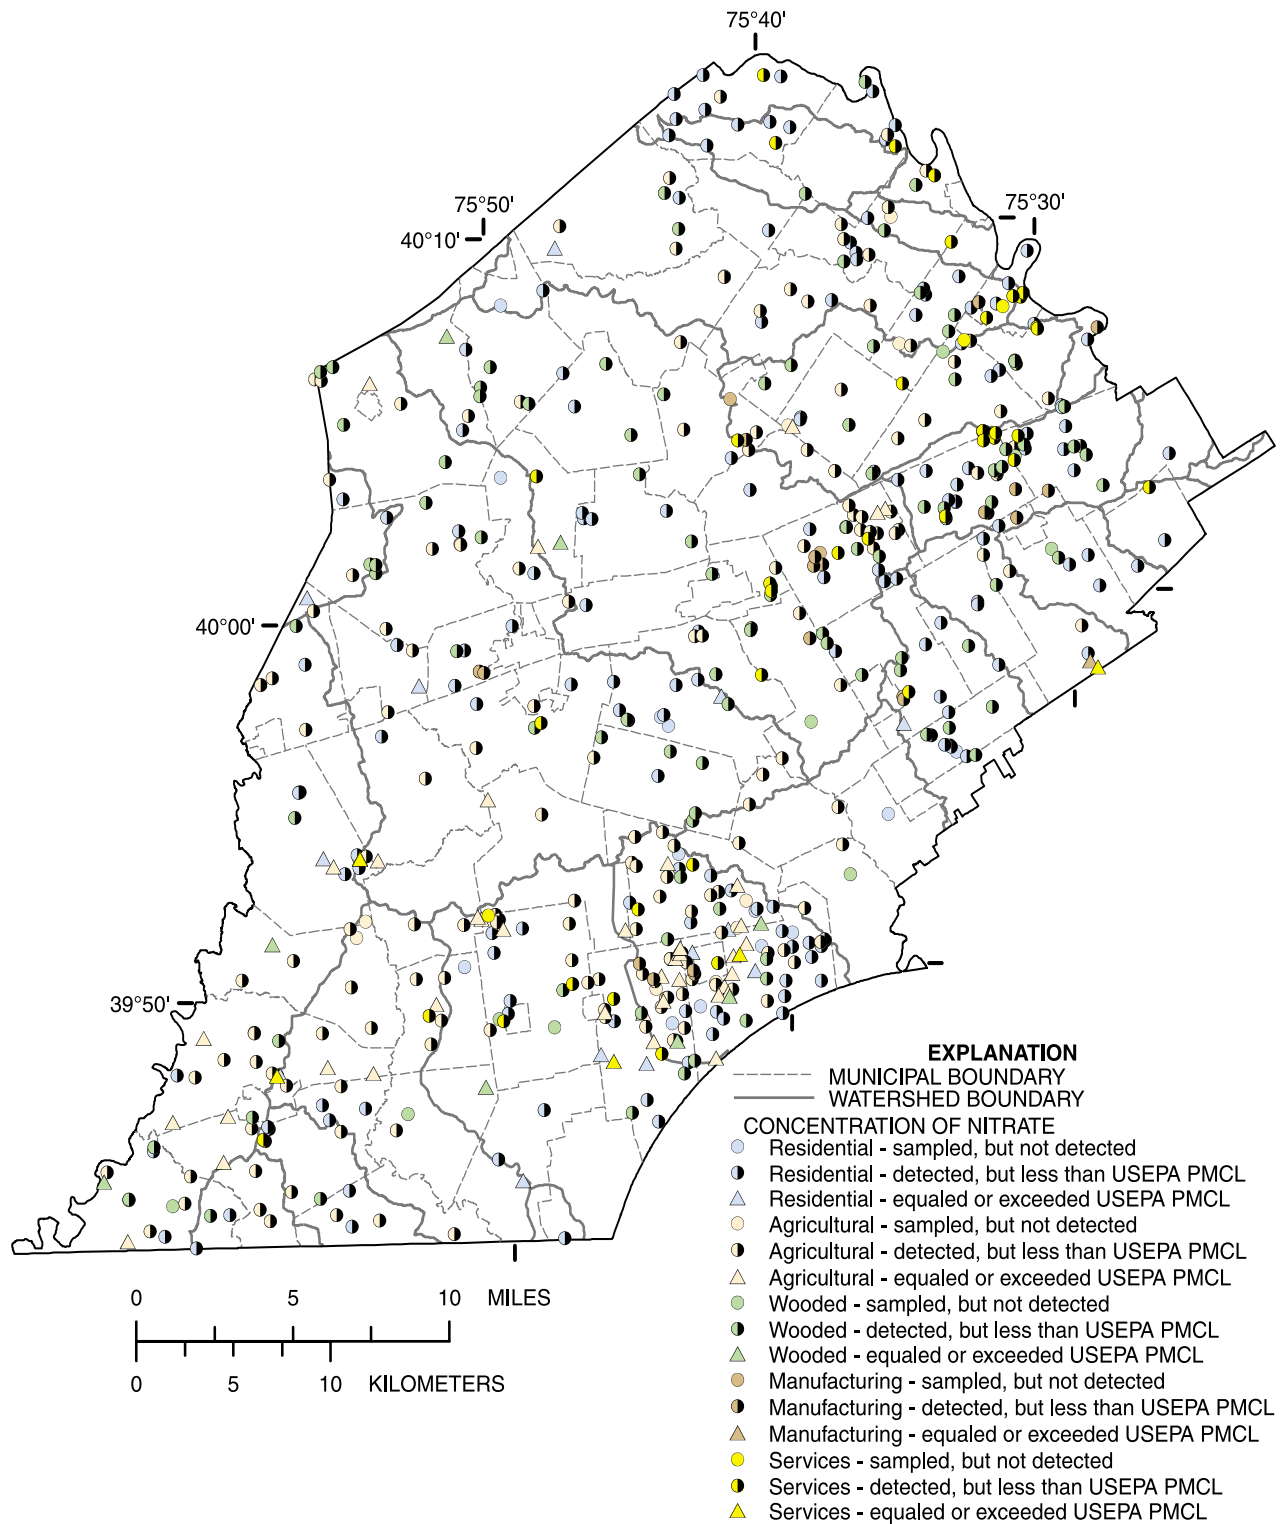 75°40'
75°50'
75°30'
40°10'
40°00'
39°50'
EXPLANATION
MUNICIPAL BOUNDARY
WATERSHED BOUNDARY
CONCENTRATION OF NITRATE
Residential - sampled, but not detected
Residential - detected, but less than USEPA PMCL
Residential - equaled or exceeded USEPA PMCL
Agricultural - sampled, but not detected
Agricultural - detected, but less than USEPA PMCL
Agricultural - equaled or exceeded USEPA PMCL
Wooded - sampled, but not detected
Wooded - detected, but less than USEPA PMCL
Wooded - equaled or exceeded USEPA PMCL
Manufacturing - sampled, but not detected
Manufacturing - detected, but less than USEPA PMCL
Manufacturing - equaled or exceeded USEPA PMCL
Services - sampled, but not detected
Services - detected, but less than USEPA PMCL
Services - equaled or exceeded USEPA PMCL
0 5 10 MILES
0 5 10 KILOMETERS